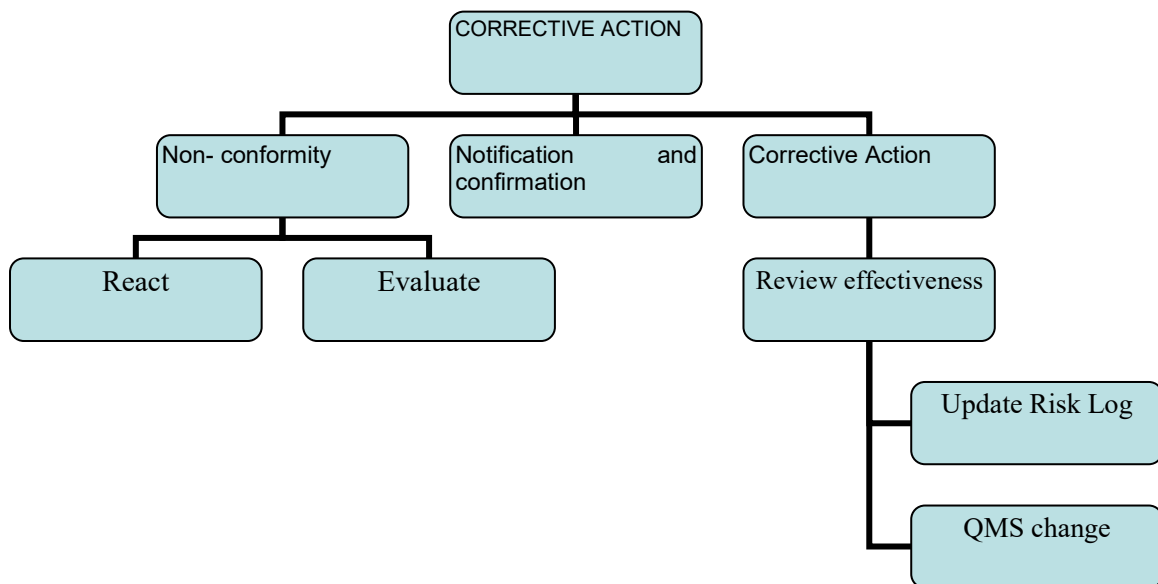 CORRECTIVE ACTION
Non- conformity
Notification and
confirmation
Corrective Action
React
Evaluate
Review effectiveness
Update Risk Log
QMS change